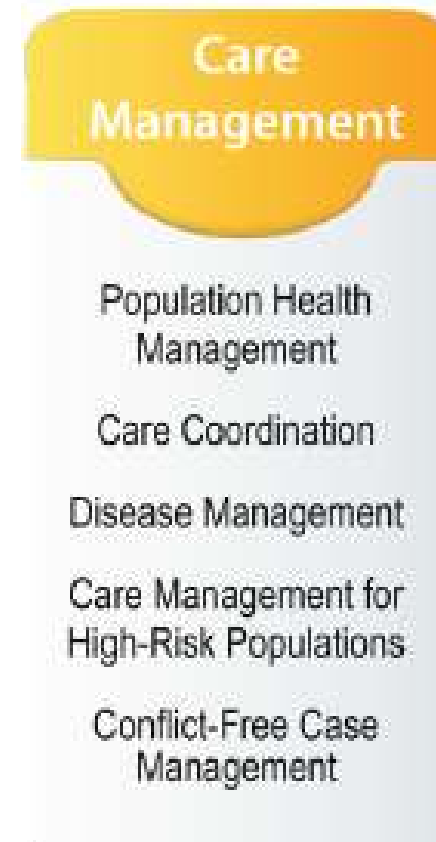 Care
Management
Population Health
Management
Care Coordination
Disease Management
Care Management for
High-Risk Populations
Conflict-Free Case
Management